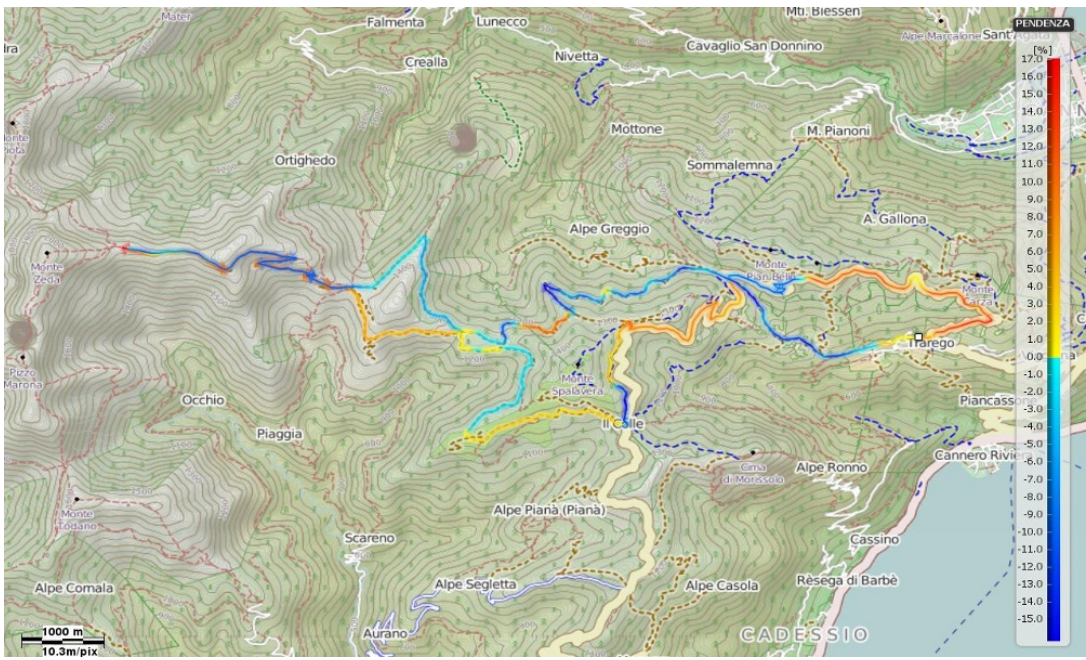 Mater
Falmenta
Lunecco
Mti. Biessen
Alpe Marcalone
Sant'Agata
PENDENZA
[%]
Crealla
Nivetta
Cavaglio San Donnino
Mottone
M. Pianoni
Ortighedo
Sommalemna
A. Gallona
Alpe Greggio
Monte
Zeda
Monte
Pian Bello
Monte
Carza
Trarego
Pizzo
Marona
Monte
Spalavera
Occhio
Piaggia
Il Colle
Piancassone
Cannero Riviera
Cima
di Morissolo
Alpe Ronno
Monte
Todano
Alpe Pianà (Pianà)
Scareno
Cassino
Alpe Comala
Alpe Segletta
Alpe Casola
Rèsega di Barbè
Aurano
CADESSIO
1000 m
10.3m/pix
17.0
16.0
15.0
14.0
13.0
12.0
11.0
10.0
9.0
8.0
7.0
6.0
5.0
4.0
3.0
2.0
1.0
0.0
-1.0
-2.0
-3.0
-4.0
-5.0
-6.0
-7.0
-8.0
-9.0
-10.0
-11.0
-12.0
-13.0
-14.0
-15.0